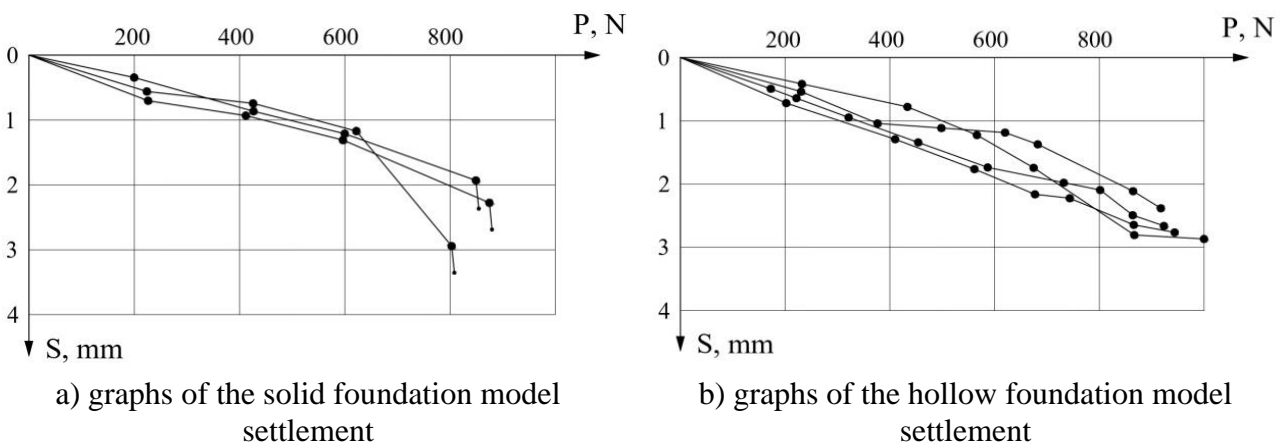 P, N
200 400 600 800
0
1
2
3
4
S, mm
a) graphs of the solid foundation model
settlement
P, N
200 400 600 800
0
1
2
3
4
S, mm
b) graphs of the hollow foundation model
settlement